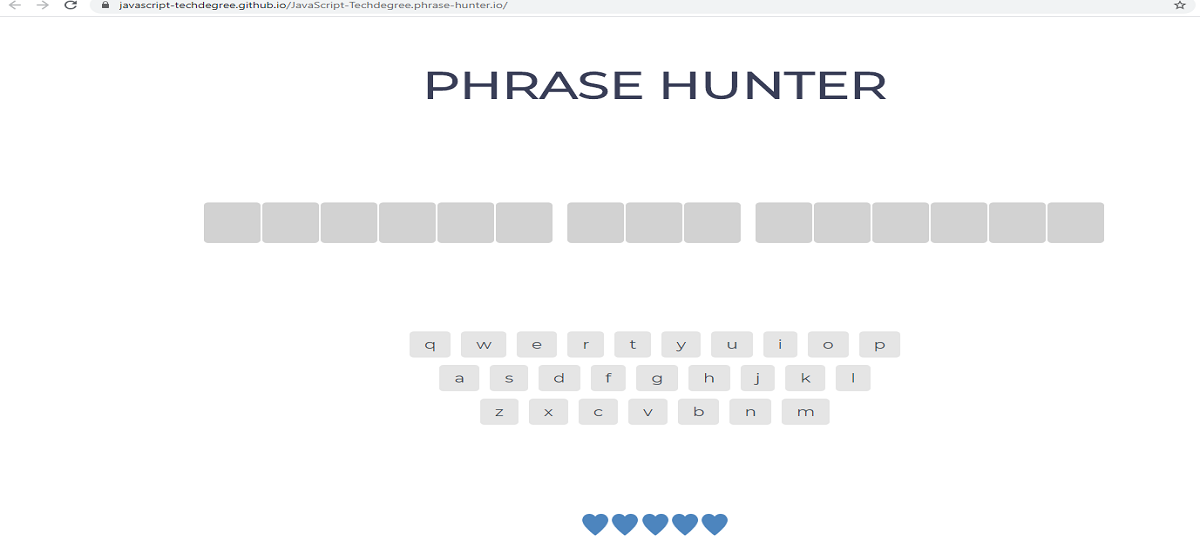 javascript-techdegree.github.io/JavaScript-Techdegree.phrase-hunter.io/
PHRASE HUNTER
q w e r t y u i o p
a s d f g h j k l
z x c v b n m